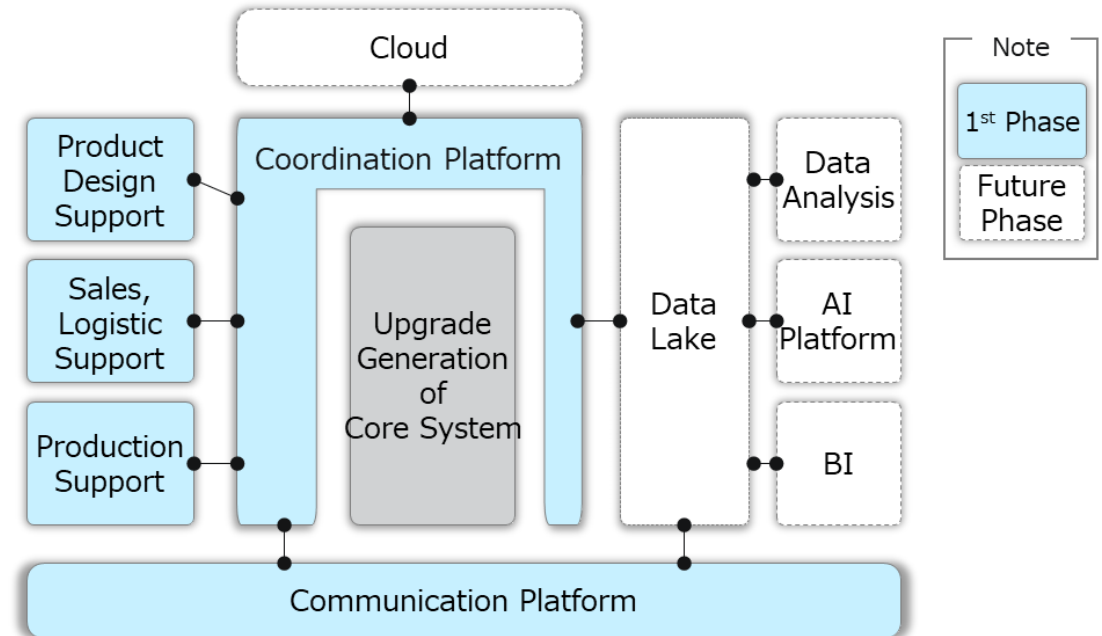 Cloud
Note
1st Phase
Future
Phase
Product
Design
Support
Coordination Platform
Data
Analysis
Sales,
Logistic
Support
Upgrade
Generation
of
Core System
Data
Lake
AI
Platform
Production
Support
BI
Communication Platform